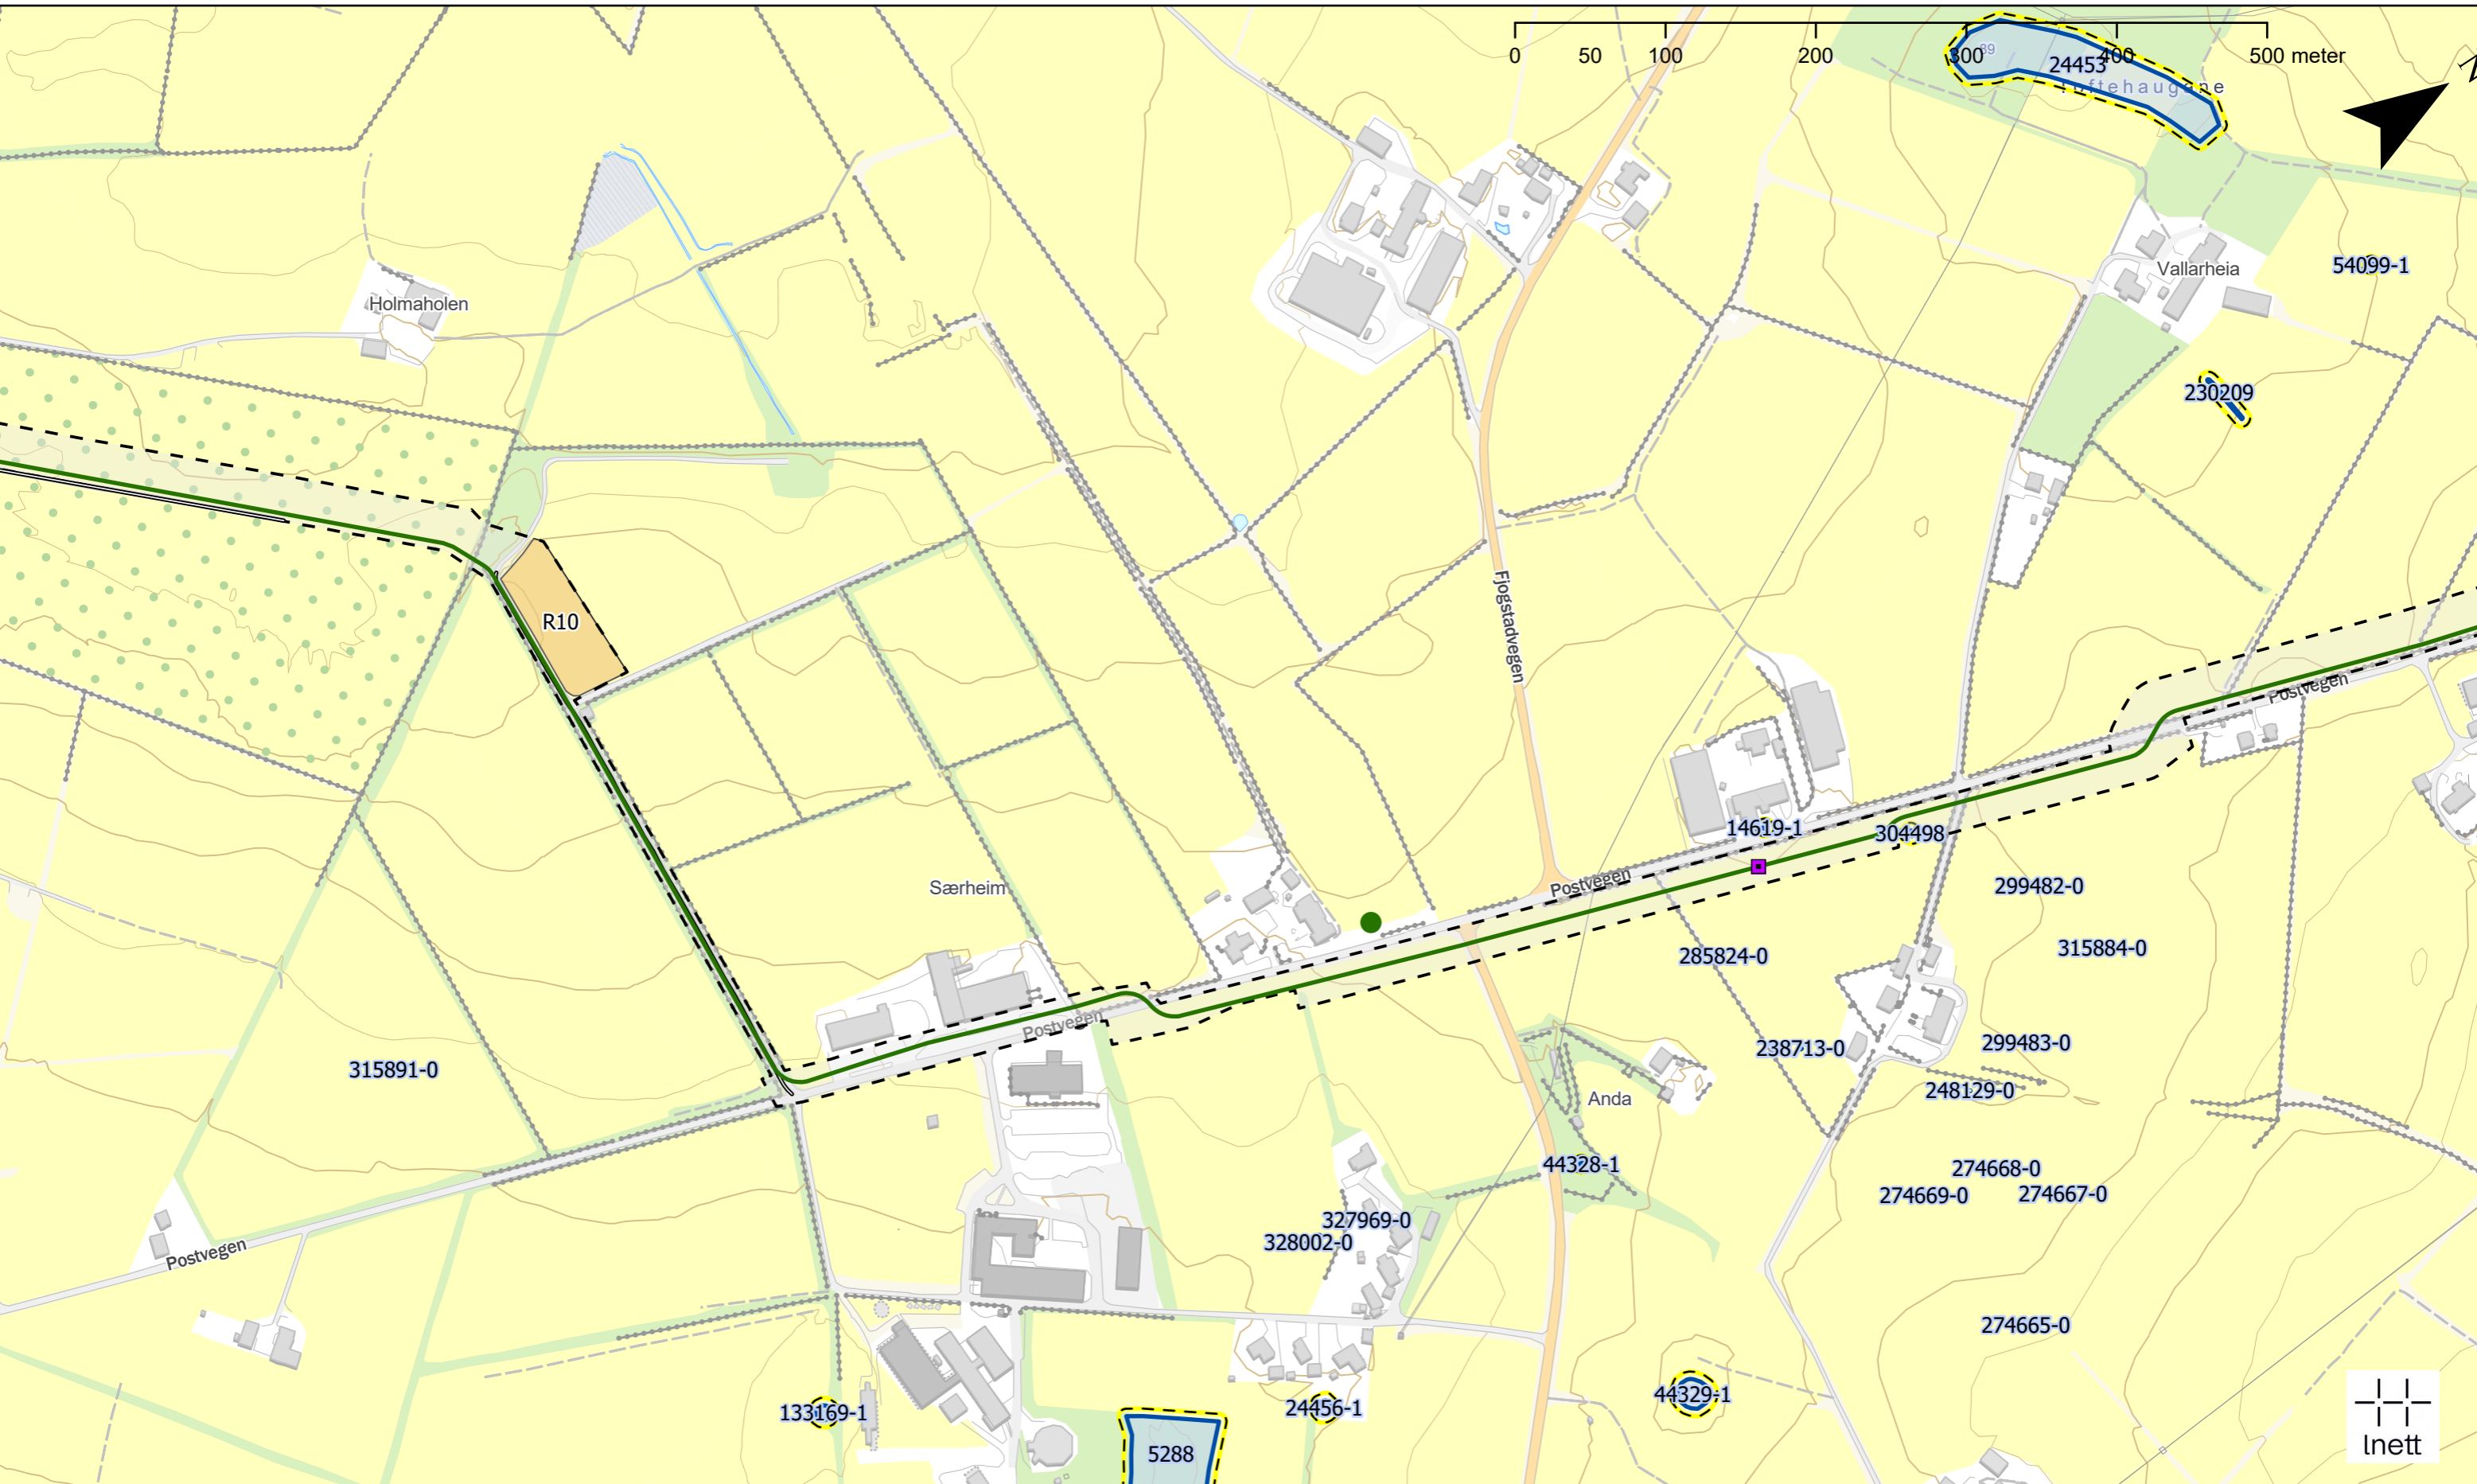 0 50 100 200 300 400 500 meter
89
24453
N
Vallarheia
54099-1
Holmaholen
230209
R10
Fjogstadvegen
Postvegen
14619-1
304498
Særheim
Postvegen
299482-0
315884-0
285824-0
Postvegen
238713-0
299483-0
315891-0
248129-0
Anda
44328-1
274668-0
274669-0
274667-0
327969-0
328002-0
Postvegen
274665-0
44329-1
133169-1
24456-1
5288
lnett